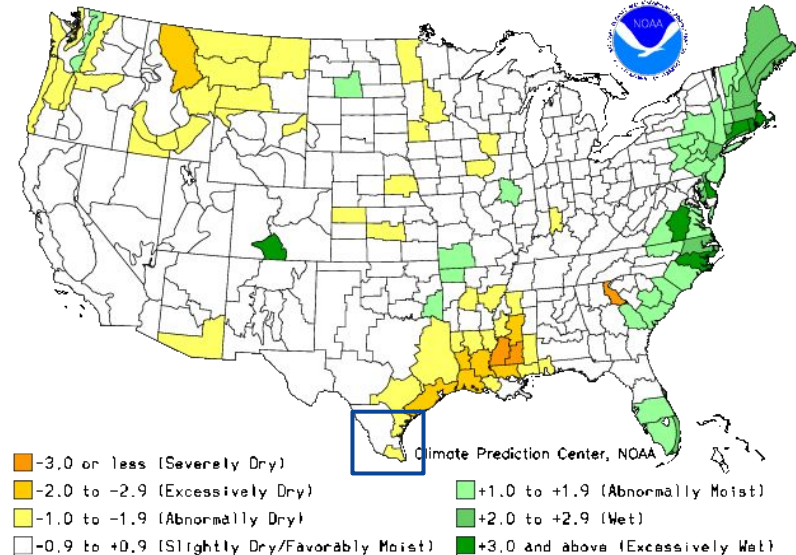 NOAA
Climate Prediction Center, NOAA
-3.0 or less (Severely Dry)
-2.0 to -2.9 (Excessively Dry)
-1.0 to -1.9 (Abnormally Dry)
-0.9 to +0.9 (Slightly Dry/Favorably Moist)
+1.0 to +1.9 (Abnormally Moist)
+2.0 to +2.9 (Wet)
+3.0 and above (Excessively Wet)